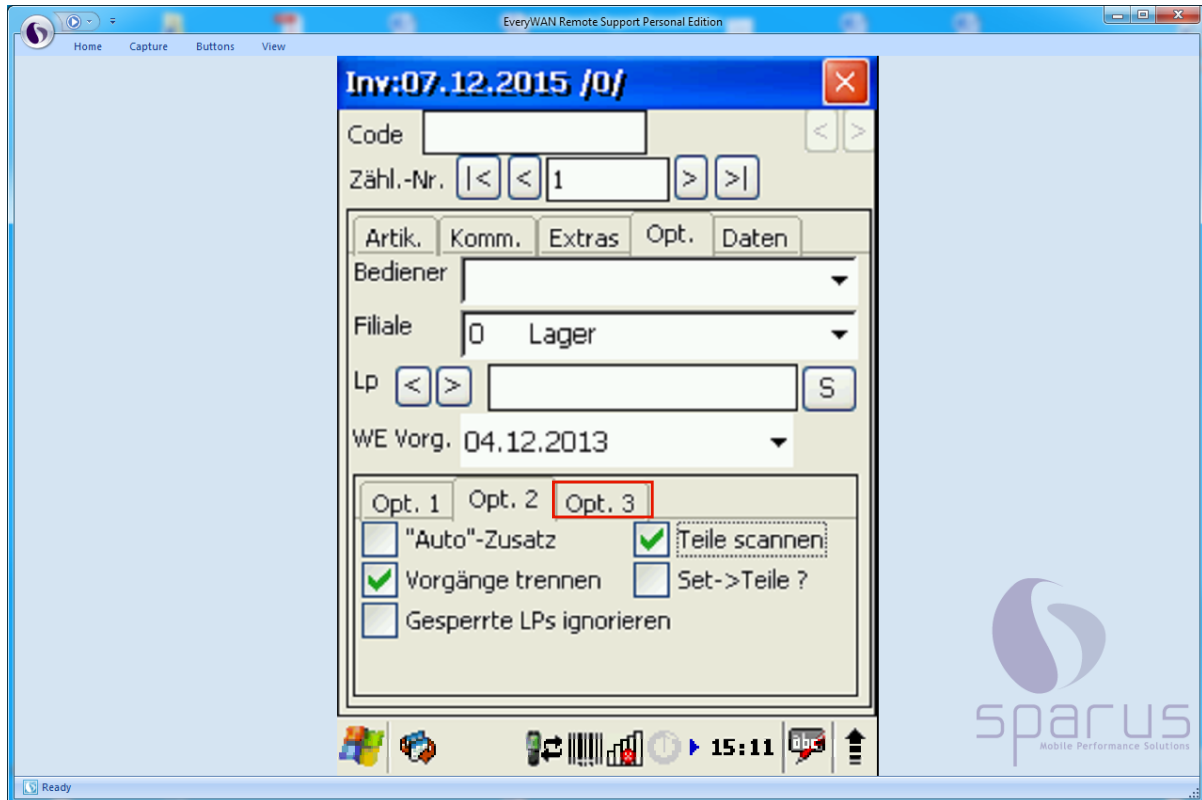 EveryWAN Remote Support Personal Edition
Home Capture Buttons View
Inv:07.12.2015 /0/
Code < >
Zähl.-Nr. |< < 1 > >|
Artik. Komm. Extras Opt. Daten
Bediener
Filiale 0 Lager
Lp < > S
WE Vorg. 04.12.2013
Opt. 1 Opt. 2 Opt. 3
"Auto"-Zusatz Teile scannen
Vorgänge trennen Set->Teile ?
Gesperrte LPs ignorieren
sparus
Mobile Performance Solutions
15:11
Ready